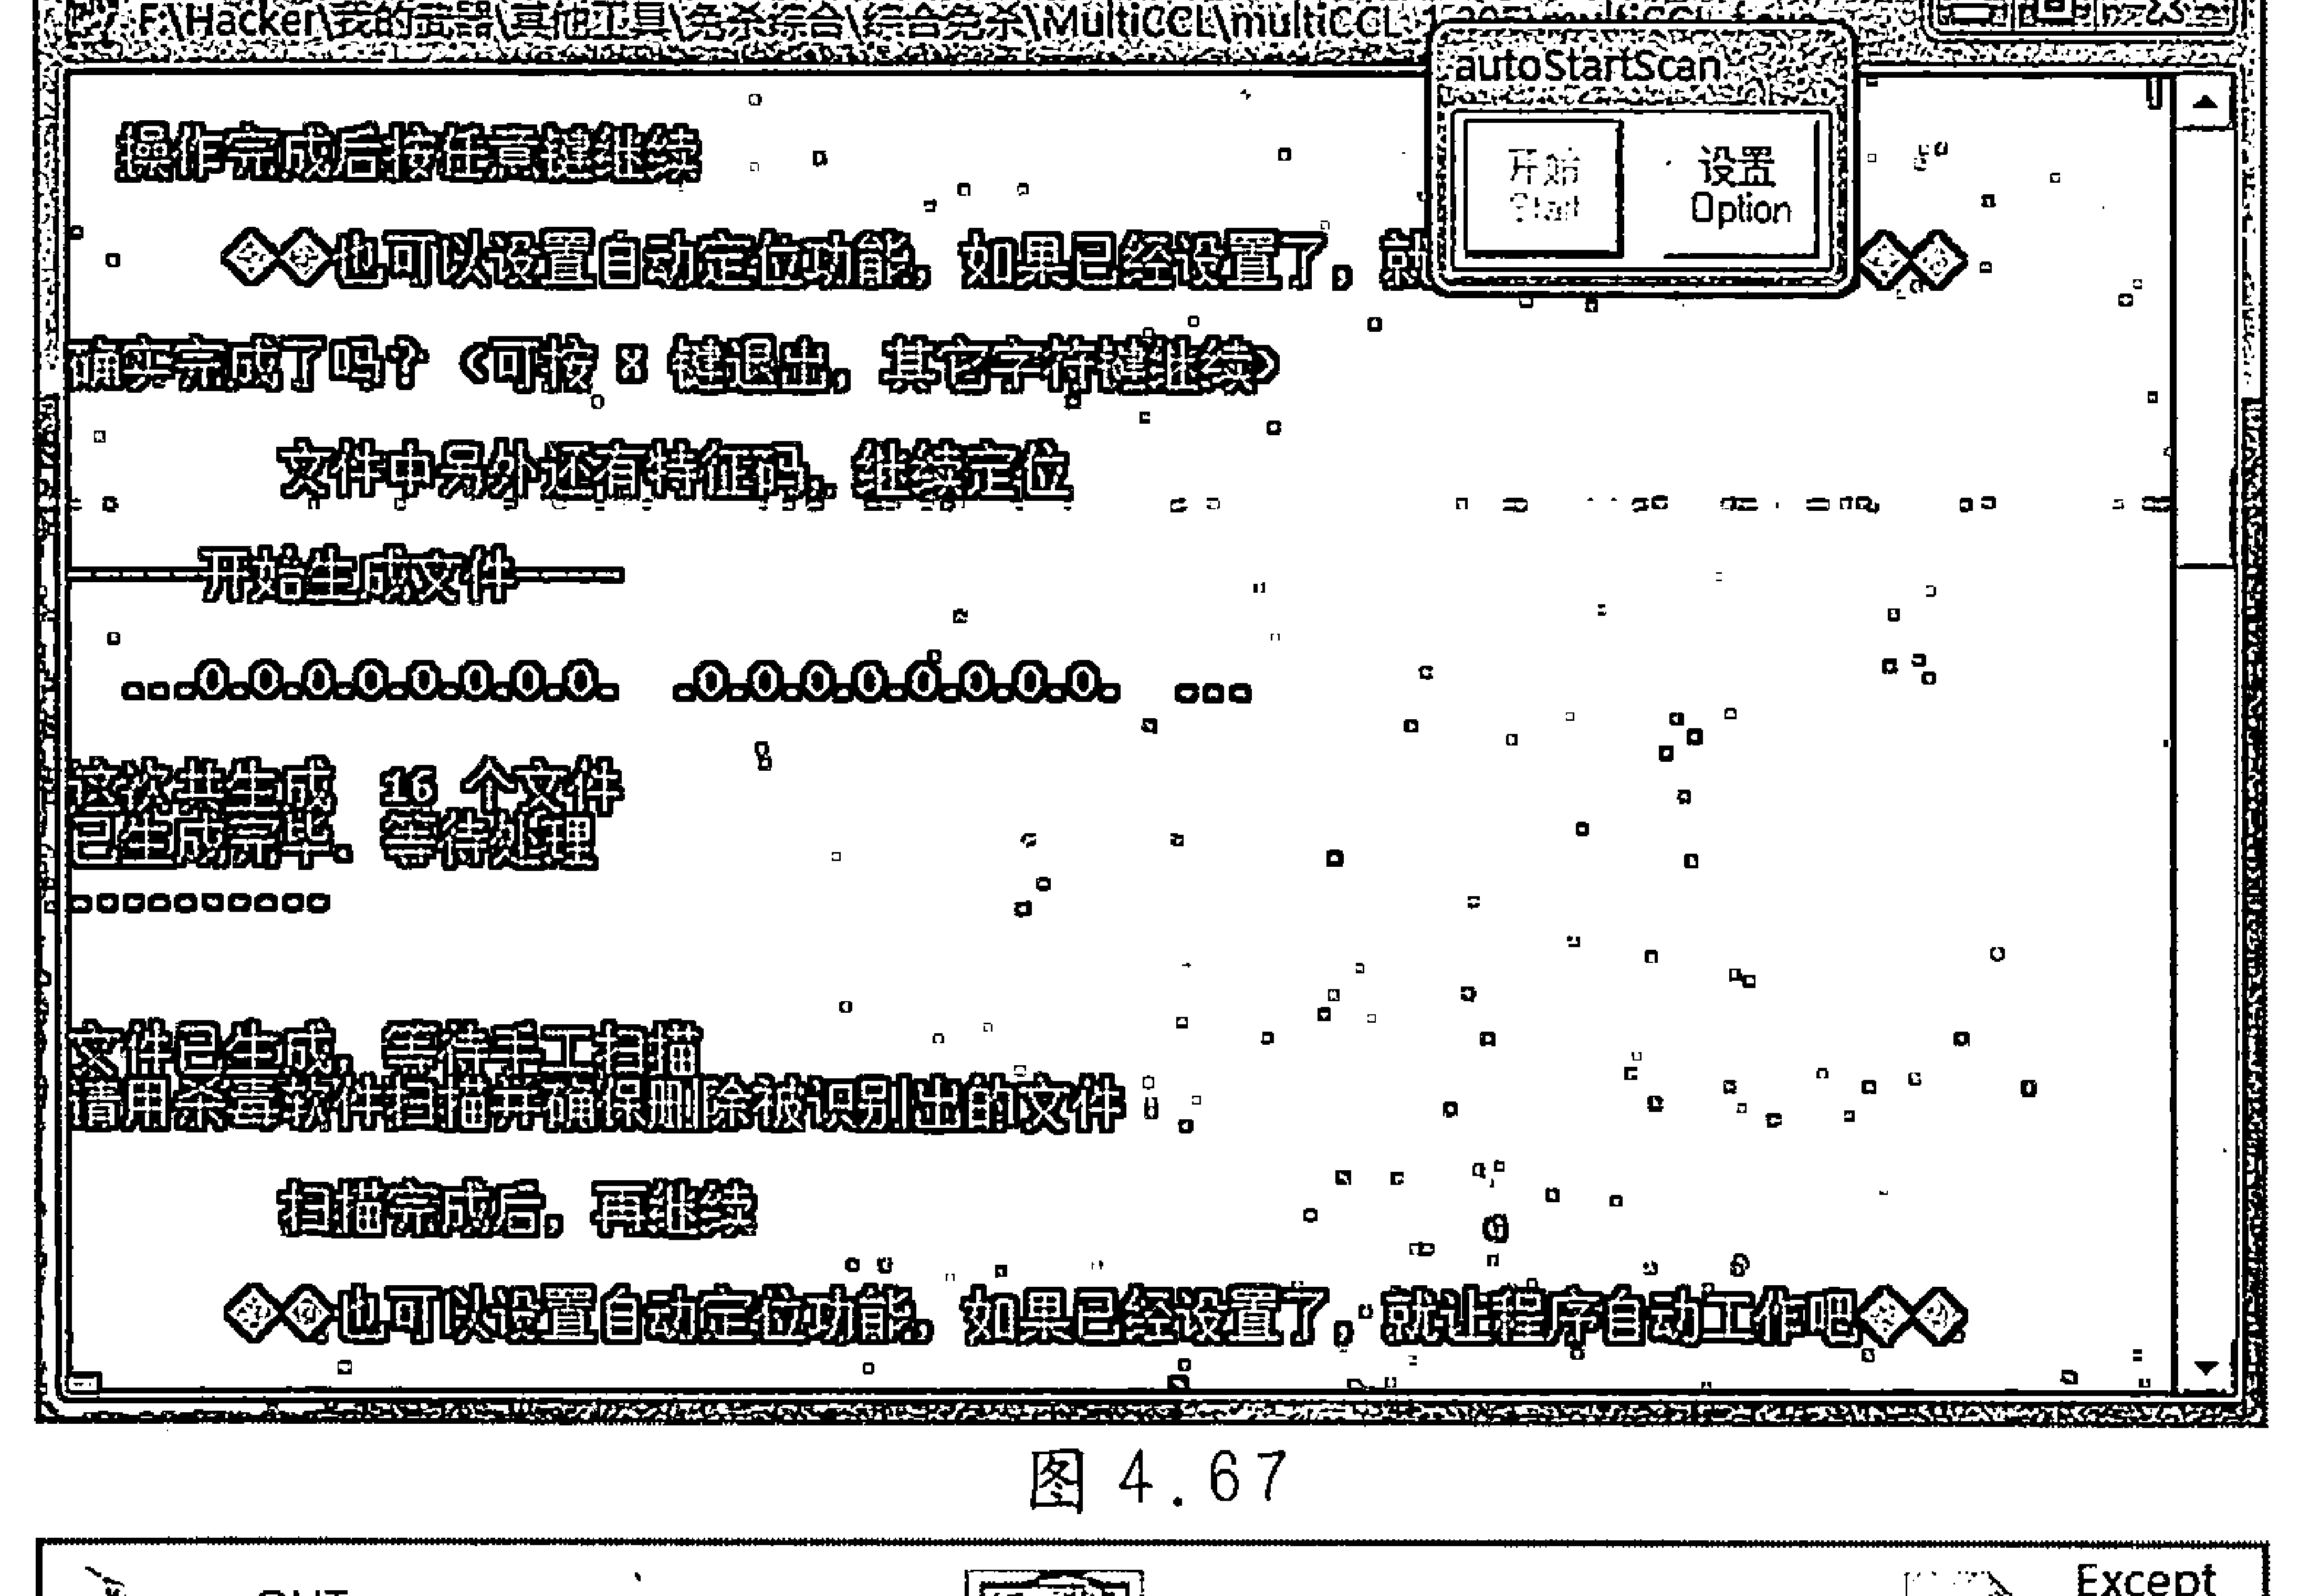 F:\Hacker\我的武器\其他工具\免杀综合\综合免杀\MultiCCL\multiCCL
autoStartScan
开始
Start
设置
Option
操作完成后按任意键继续
◆◆也可以设置自动定位功能，如果已经设置了，就◆◆
确实完成了吗？（可按 X 键退出，其它字符键继续）
文件中另外还有特征码，继续定位
————开始生成文件————
...0.0.0.0.0.0.0.0. .0.0.0.0.0.0.0.0. ...
该次共生成 16 个文件
已生成完毕. 等待处理
..........
文件已生成，等待手工扫描
请用杀毒软件扫描并确保删除被识别出的文件
扫描完成后，再继续
◆◆也可以设置自动定位功能，如果已经设置了，就让程序自动工作吧◆◆
图 4.67
Except